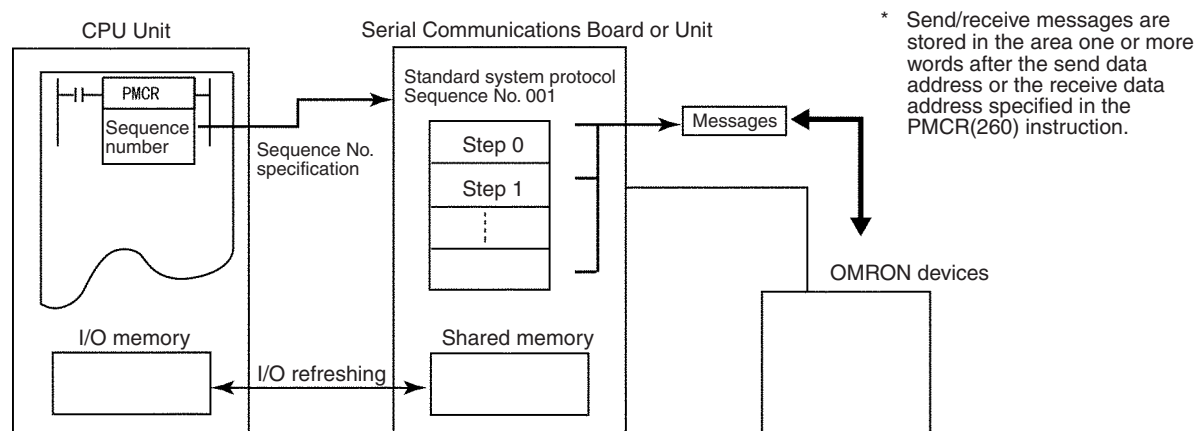 CPU Unit
PMCR
Sequence
number
Sequence No.
specification
I/O memory
I/O refreshing
Serial Communications Board or Unit
Standard system protocol
Sequence No. 001
Step 0
Step 1
Shared memory
Messages
OMRON devices
* Send/receive messages are
stored in the area one or more
words after the send data
address or the receive data
address specified in the
PMCR(260) instruction.